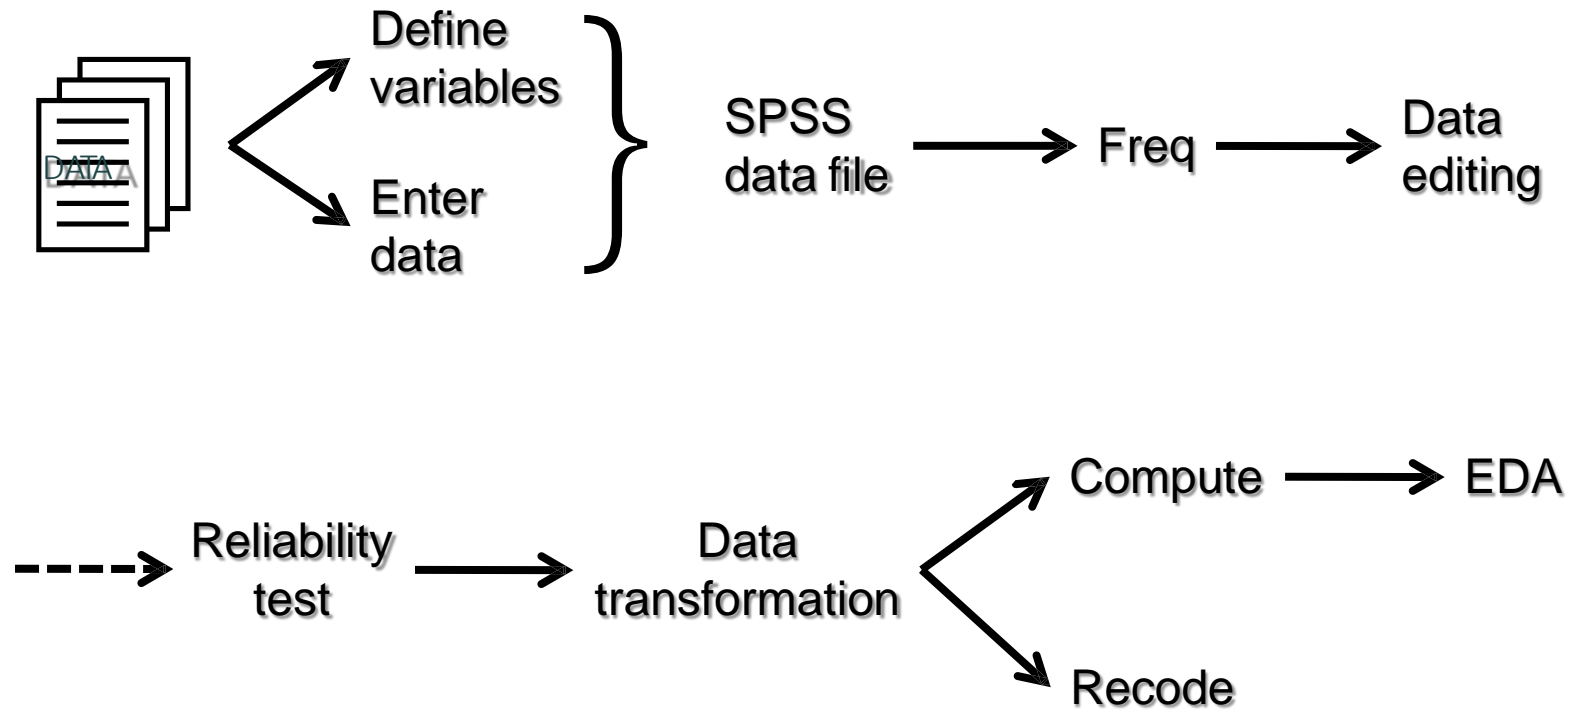 DATA
Define
variables
Enter
data
SPSS
data file
Freq
Data
editing
Reliability
test
Data
transformation
Compute
EDA
Recode